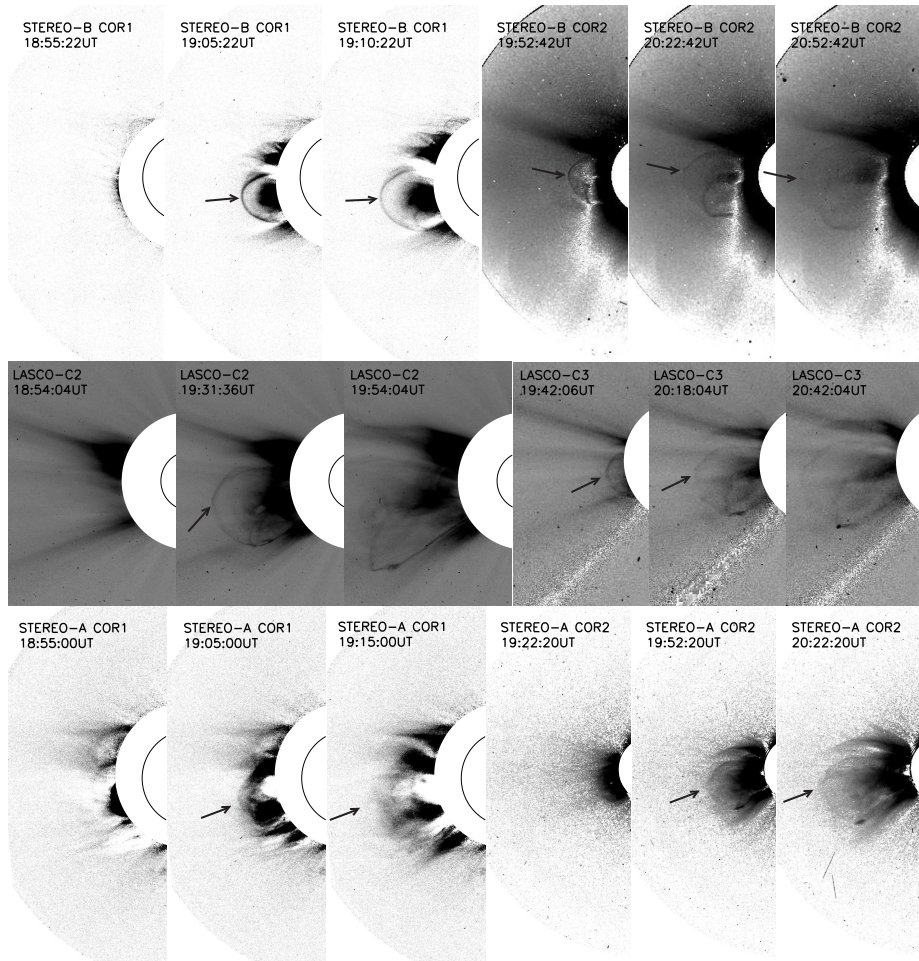 STEREO-B COR1
18:55:22UT
STEREO-B COR1
19:05:22UT
STEREO-B COR1
19:10:22UT
STEREO-B COR2
19:52:42UT
STEREO-B COR2
20:22:42UT
STEREO-B COR2
20:52:42UT
LASCO-C2
18:54:04UT
LASCO-C2
19:31:36UT
LASCO-C2
19:54:04UT
LASCO-C3
19:42:06UT
LASCO-C3
20:18:04UT
LASCO-C3
20:42:04UT
STEREO-A COR1
18:55:00UT
STEREO-A COR1
19:05:00UT
STEREO-A COR1
19:15:00UT
STEREO-A COR2
19:22:20UT
STEREO-A COR2
19:52:20UT
STEREO-A COR2
20:22:20UT